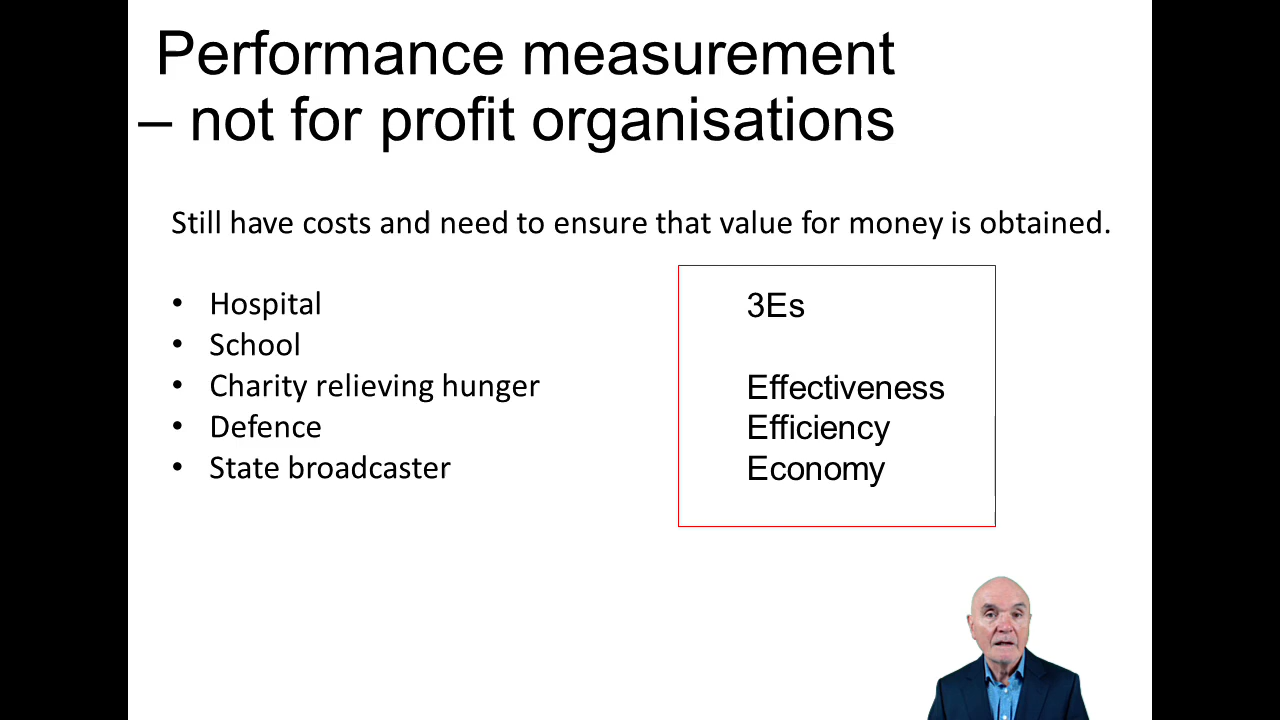 Performance measurement
– not for profit organisations
Still have costs and need to ensure that value for money is obtained.
• Hospital
• School
• Charity relieving hunger
• Defence
• State broadcaster
3Es
Effectiveness
Efficiency
Economy